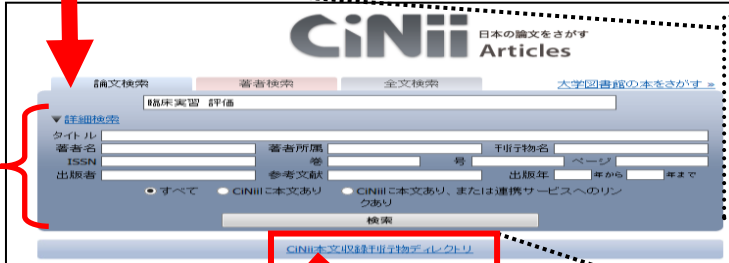 CiNii 日本の論文をさがす
Articles
論文検索 著者検索 全文検索 大学図書館の本をさがす »
臨床実習 評価
▼詳細検索
タイトル
著者名 著者所属 刊行物名
ISSN 巻 号 ページ
出版者 参考文献 出版年 年から 年まで
すべて CiNiiに本文あり CiNiiに本文あり、または連携サービスへのリン
クあり
検索
CiNii本文収録刊行物ディレクトリ